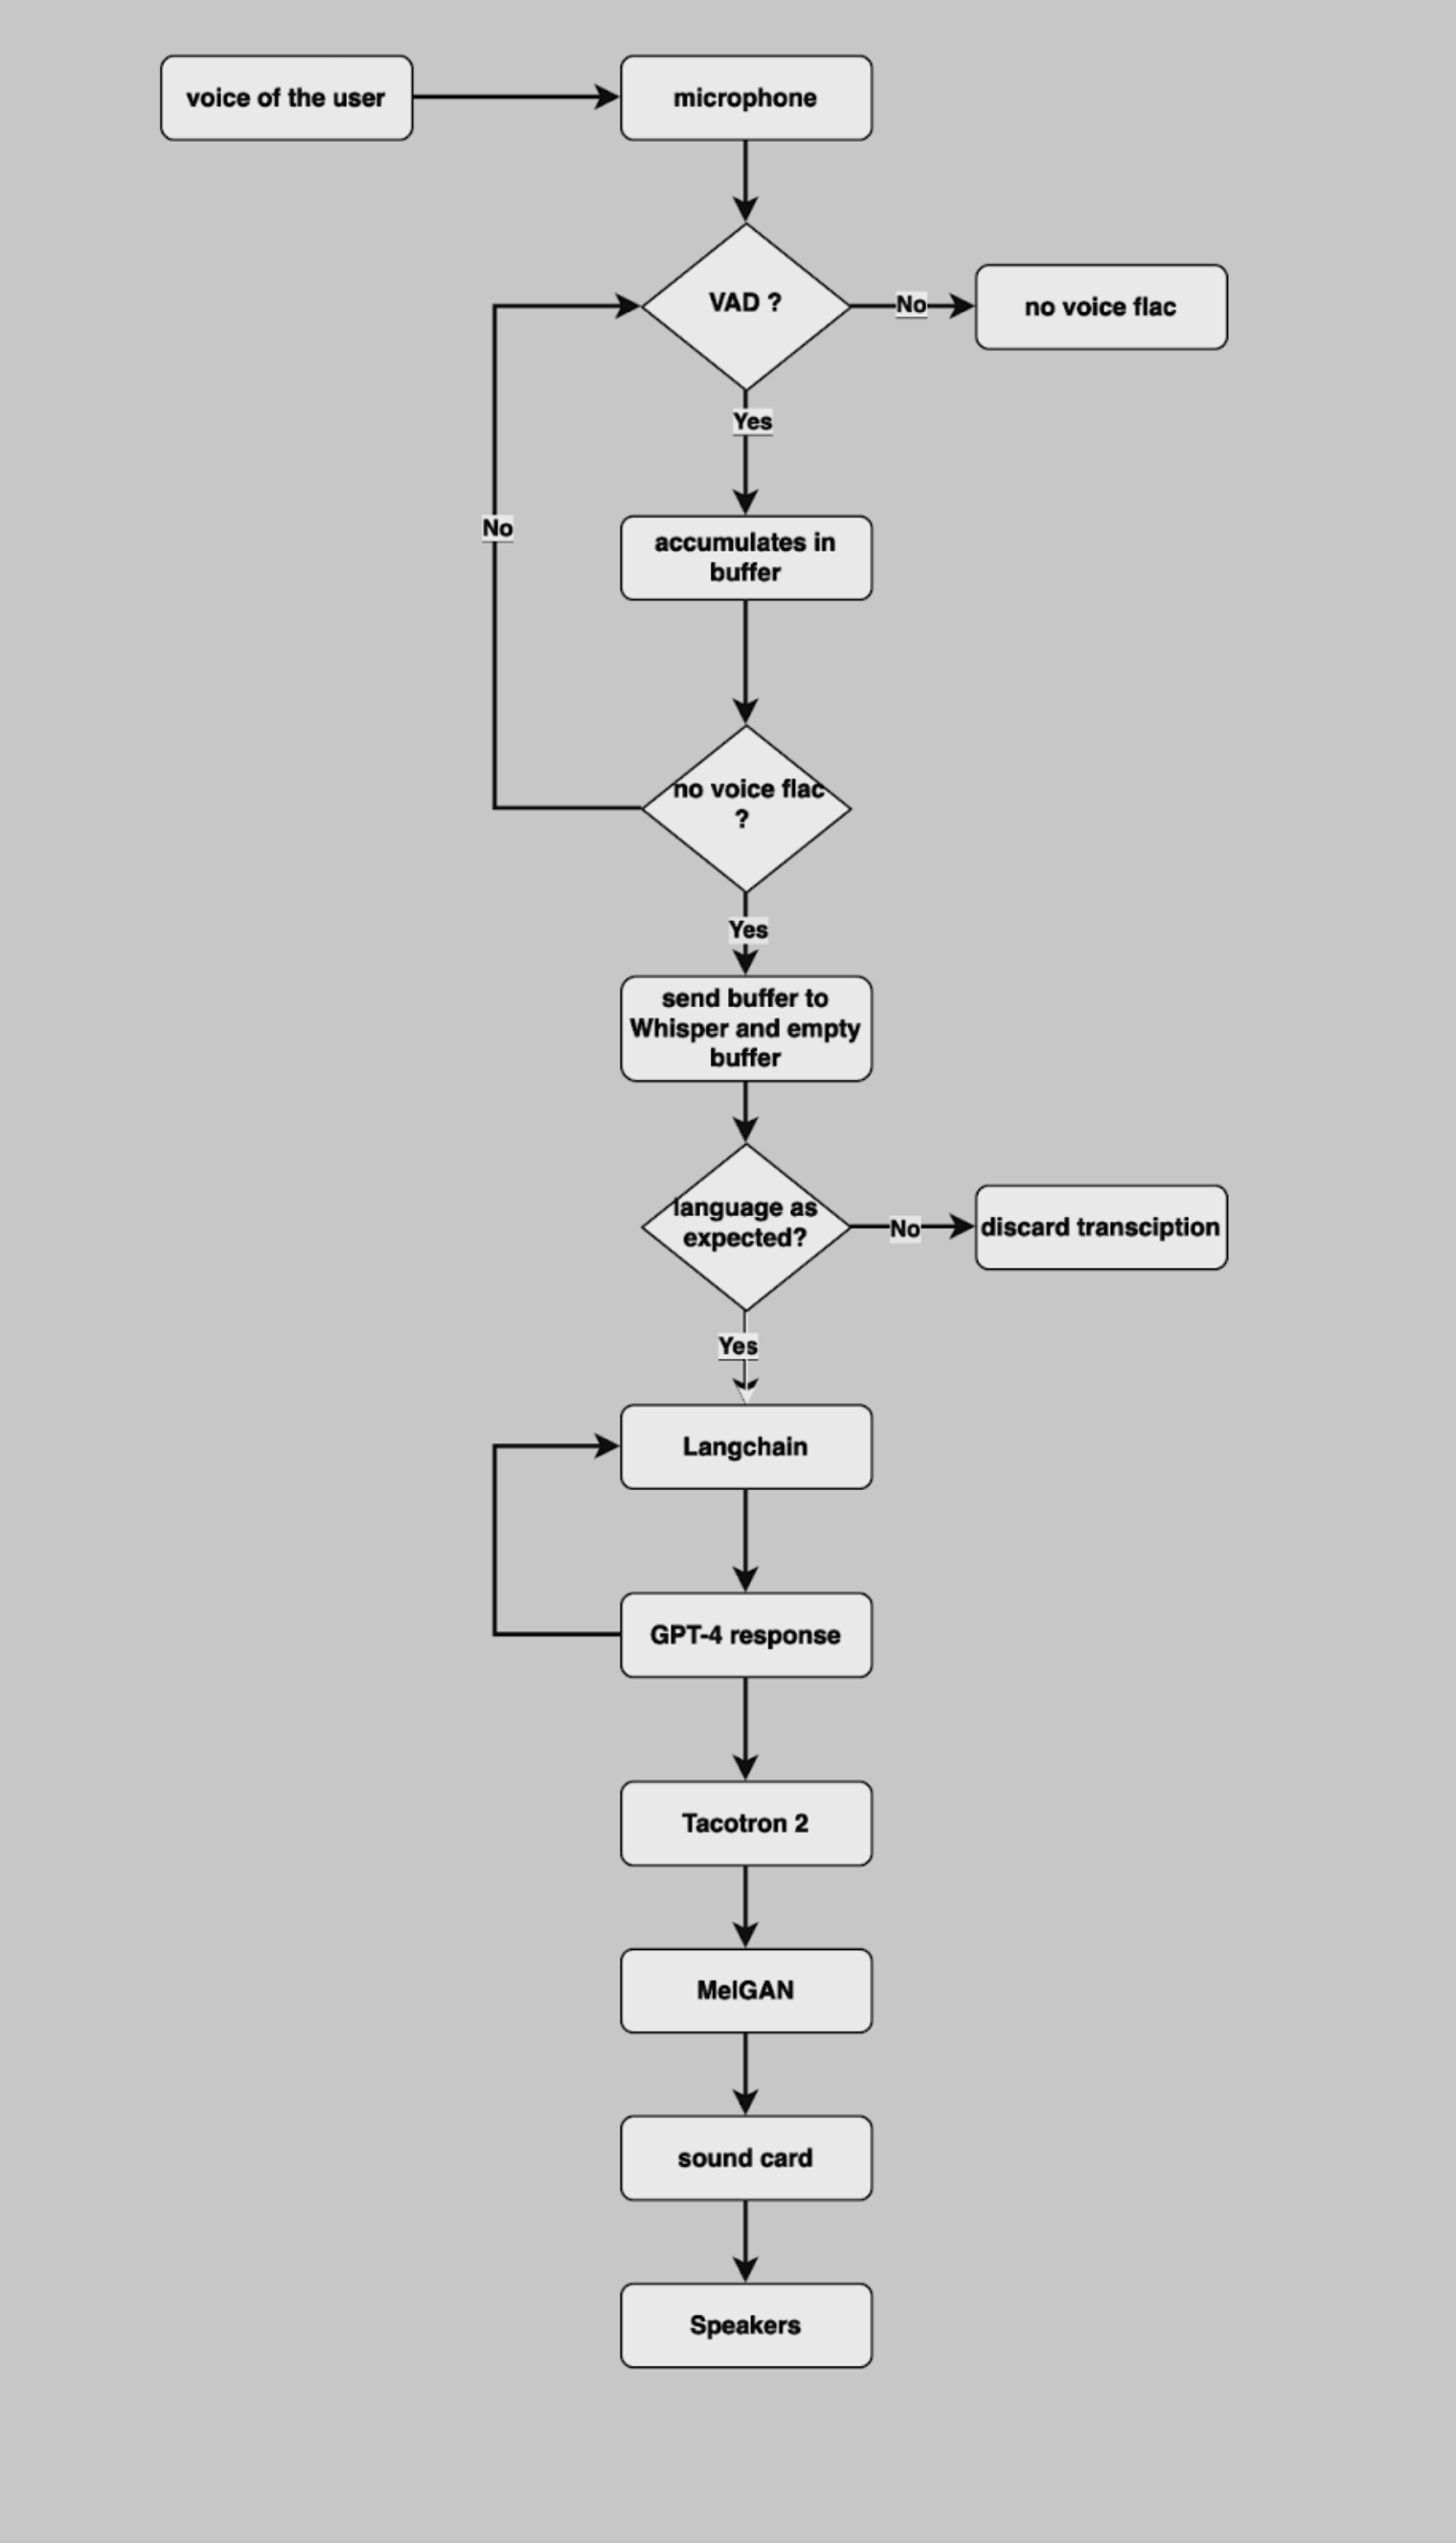 voice of the user
microphone
VAD ?
No
no voice flac
Yes
accumulates in
buffer
No
no voice flac
?
Yes
send buffer to
Whisper and empty
buffer
language as
expected?
No
discard transciption
Yes
Langchain
GPT-4 response
Tacotron 2
MelGAN
sound card
Speakers